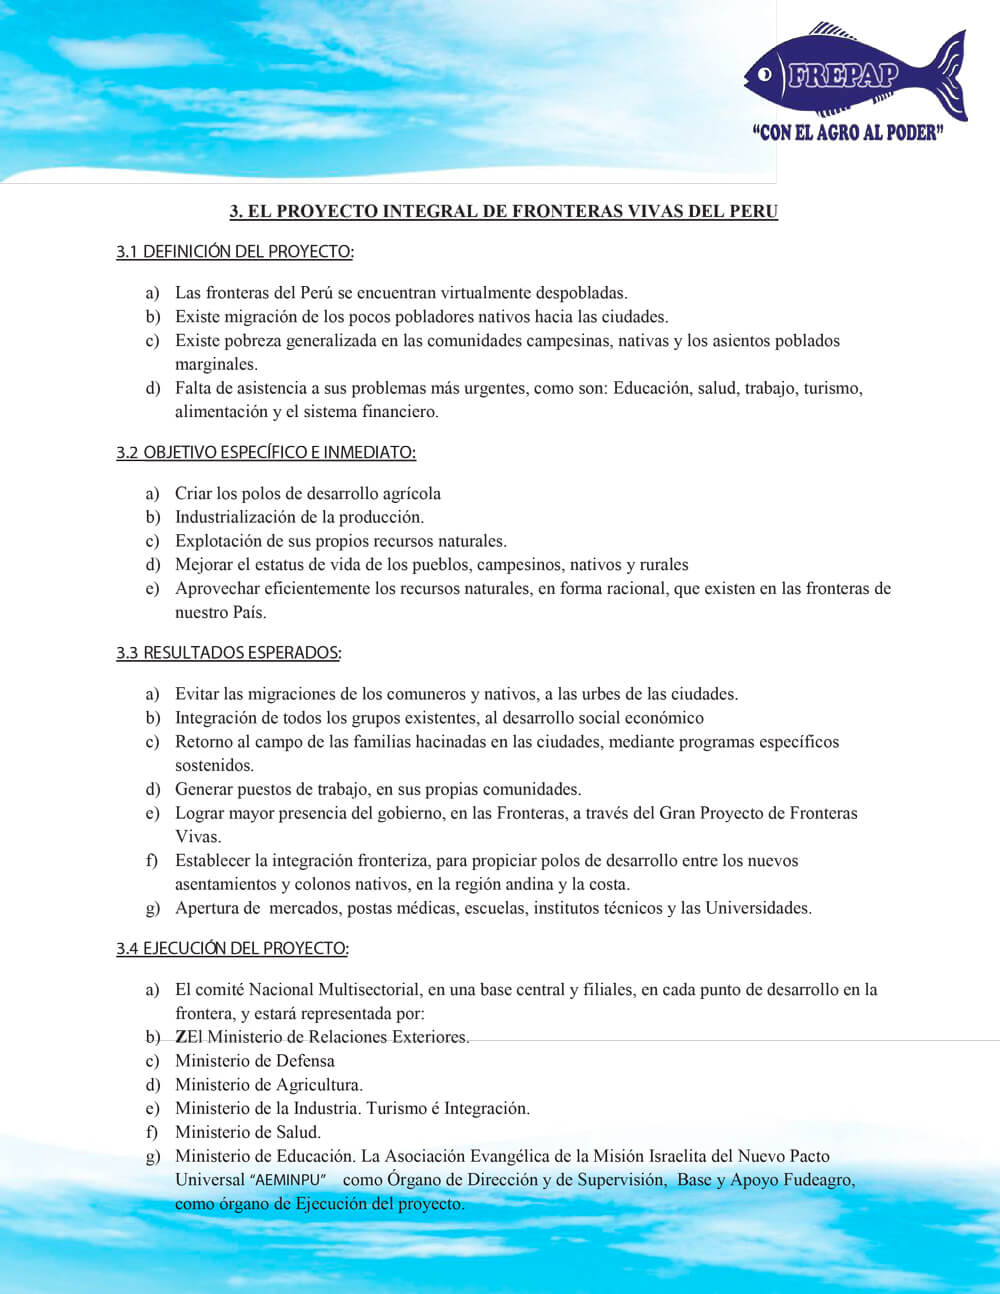 FREPAP
“CON EL AGRO AL PODER”
3. EL PROYECTO INTEGRAL DE FRONTERAS VIVAS DEL PERU
3.1 DEFINICIÓN DEL PROYECTO:
a) Las fronteras del Perú se encuentran virtualmente despobladas.
b) Existe migración de los pocos pobladores nativos hacia las ciudades.
c) Existe pobreza generalizada en las comunidades campesinas, nativas y los asientos poblados
marginales.
d) Falta de asistencia a sus problemas más urgentes, como son: Educación, salud, trabajo, turismo,
alimentación y el sistema financiero.
3.2 OBJETIVO ESPECÍFICO E INMEDIATO:
a) Criar los polos de desarrollo agrícola
b) Industrialización de la producción.
c) Explotación de sus propios recursos naturales.
d) Mejorar el estatus de vida de los pueblos, campesinos, nativos y rurales
e) Aprovechar eficientemente los recursos naturales, en forma racional, que existen en las fronteras de
nuestro País.
3.3 RESULTADOS ESPERADOS:
a) Evitar las migraciones de los comuneros y nativos, a las urbes de las ciudades.
b) Integración de todos los grupos existentes, al desarrollo social económico
c) Retorno al campo de las familias hacinadas en las ciudades, mediante programas específicos
sostenidos.
d) Generar puestos de trabajo, en sus propias comunidades.
e) Lograr mayor presencia del gobierno, en las Fronteras, a través del Gran Proyecto de Fronteras
Vivas.
f) Establecer la integración fronteriza, para propiciar polos de desarrollo entre los nuevos
asentamientos y colonos nativos, en la región andina y la costa.
g) Apertura de mercados, postas médicas, escuelas, institutos técnicos y las Universidades.
3.4 EJECUCIÓN DEL PROYECTO:
a) El comité Nacional Multisectorial, en una base central y filiales, en cada punto de desarrollo en la
frontera, y estará representada por:
b) ZEl Ministerio de Relaciones Exteriores.
c) Ministerio de Defensa
d) Ministerio de Agricultura.
e) Ministerio de la Industria. Turismo é Integración.
f) Ministerio de Salud.
g) Ministerio de Educación. La Asociación Evangélica de la Misión Israelita del Nuevo Pacto
Universal “AEMINPU” como Órgano de Dirección y de Supervisión, Base y Apoyo Fudeagro,
como órgano de Ejecución del proyecto.